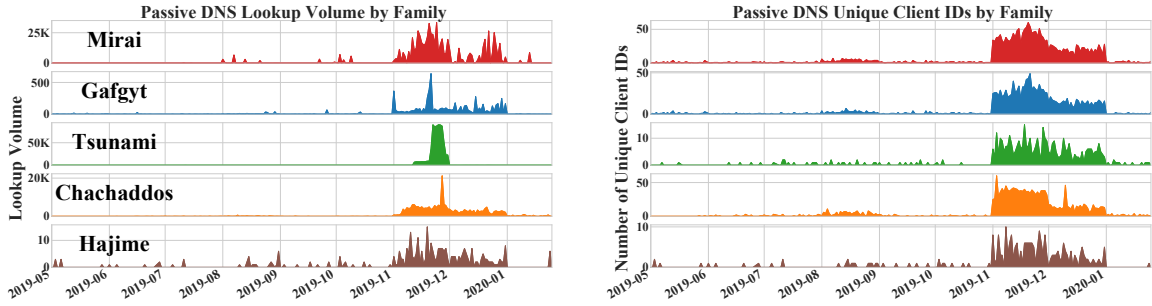 Passive DNS Lookup Volume by Family
Lookup Volume
25K
0
Mirai
500
0
Gafgyt
50K
0
Tsunami
20K
0
Chachaddos
10
0
Hajime
2019-05
2019-06
2019-07
2019-08
2019-09
2019-10
2019-11
2019-12
2020-01
Passive DNS Unique Client IDs by Family
Number of Unique Client IDs
50
0
50
0
10
0
50
0
10
0
2019-05
2019-06
2019-07
2019-08
2019-09
2019-10
2019-11
2019-12
2020-01